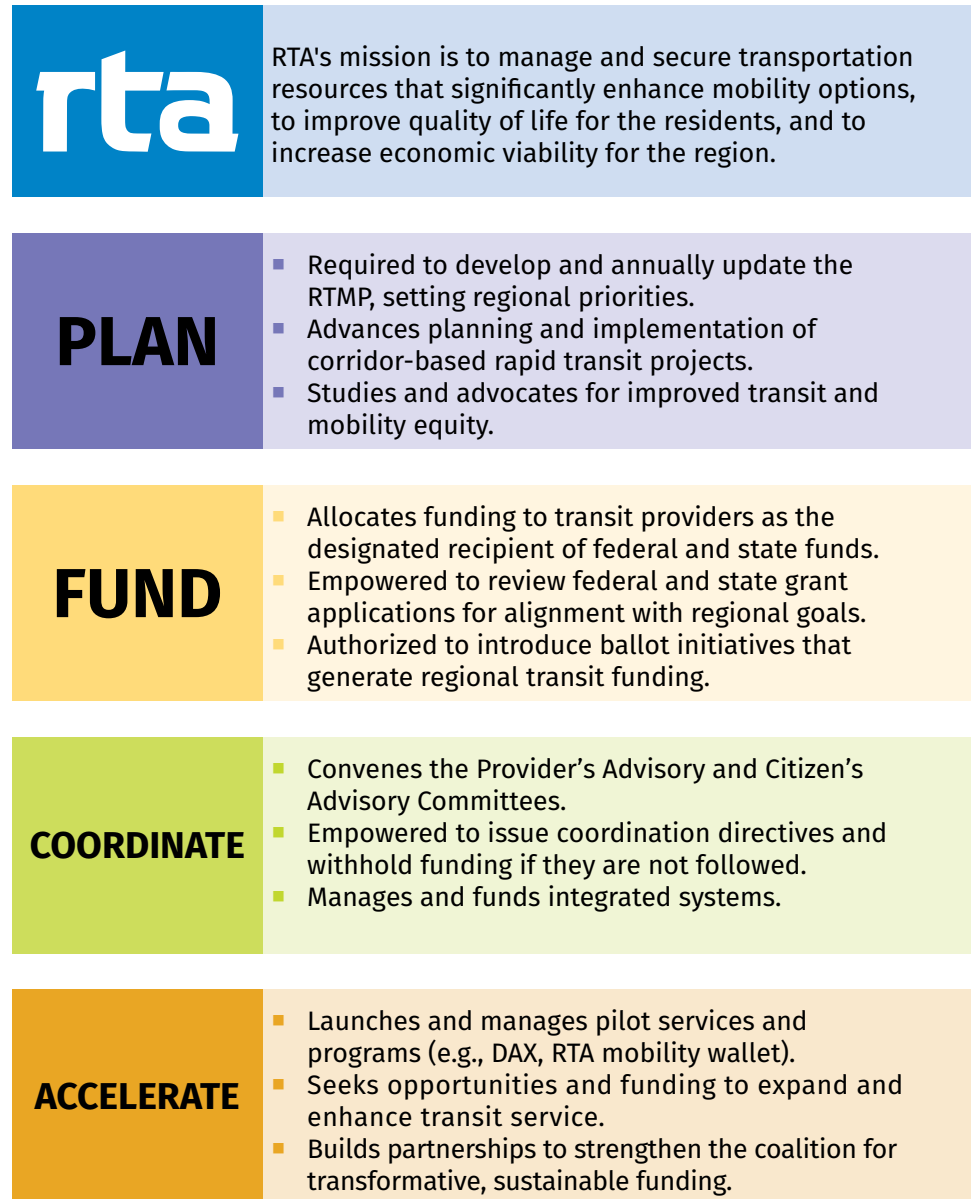 rta
RTA's mission is to manage and secure transportation
resources that significantly enhance mobility options,
to improve quality of life for the residents, and to
increase economic viability for the region.
PLAN
▪ Required to develop and annually update the
RTMP, setting regional priorities.
▪ Advances planning and implementation of
corridor-based rapid transit projects.
▪ Studies and advocates for improved transit and
mobility equity.
FUND
▪ Allocates funding to transit providers as the
designated recipient of federal and state funds.
▪ Empowered to review federal and state grant
applications for alignment with regional goals.
▪ Authorized to introduce ballot initiatives that
generate regional transit funding.
COORDINATE
▪ Convenes the Provider’s Advisory and Citizen’s
Advisory Committees.
▪ Empowered to issue coordination directives and
withhold funding if they are not followed.
▪ Manages and funds integrated systems.
ACCELERATE
▪ Launches and manages pilot services and
programs (e.g., DAX, RTA mobility wallet).
▪ Seeks opportunities and funding to expand and
enhance transit service.
▪ Builds partnerships to strengthen the coalition for
transformative, sustainable funding.